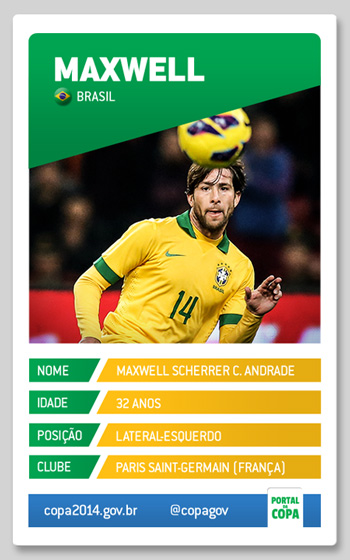 MAXWELL
BRASIL
14
BRASIL
NOME MAXWELL SCHERRER C. ANDRADE
IDADE 32 ANOS
POSIÇÃO LATERAL-ESQUERDO
CLUBE PARIS SAINT-GERMAIN (FRANÇA)
copa2014.gov.br @copagov PORTAL
DA
COPA